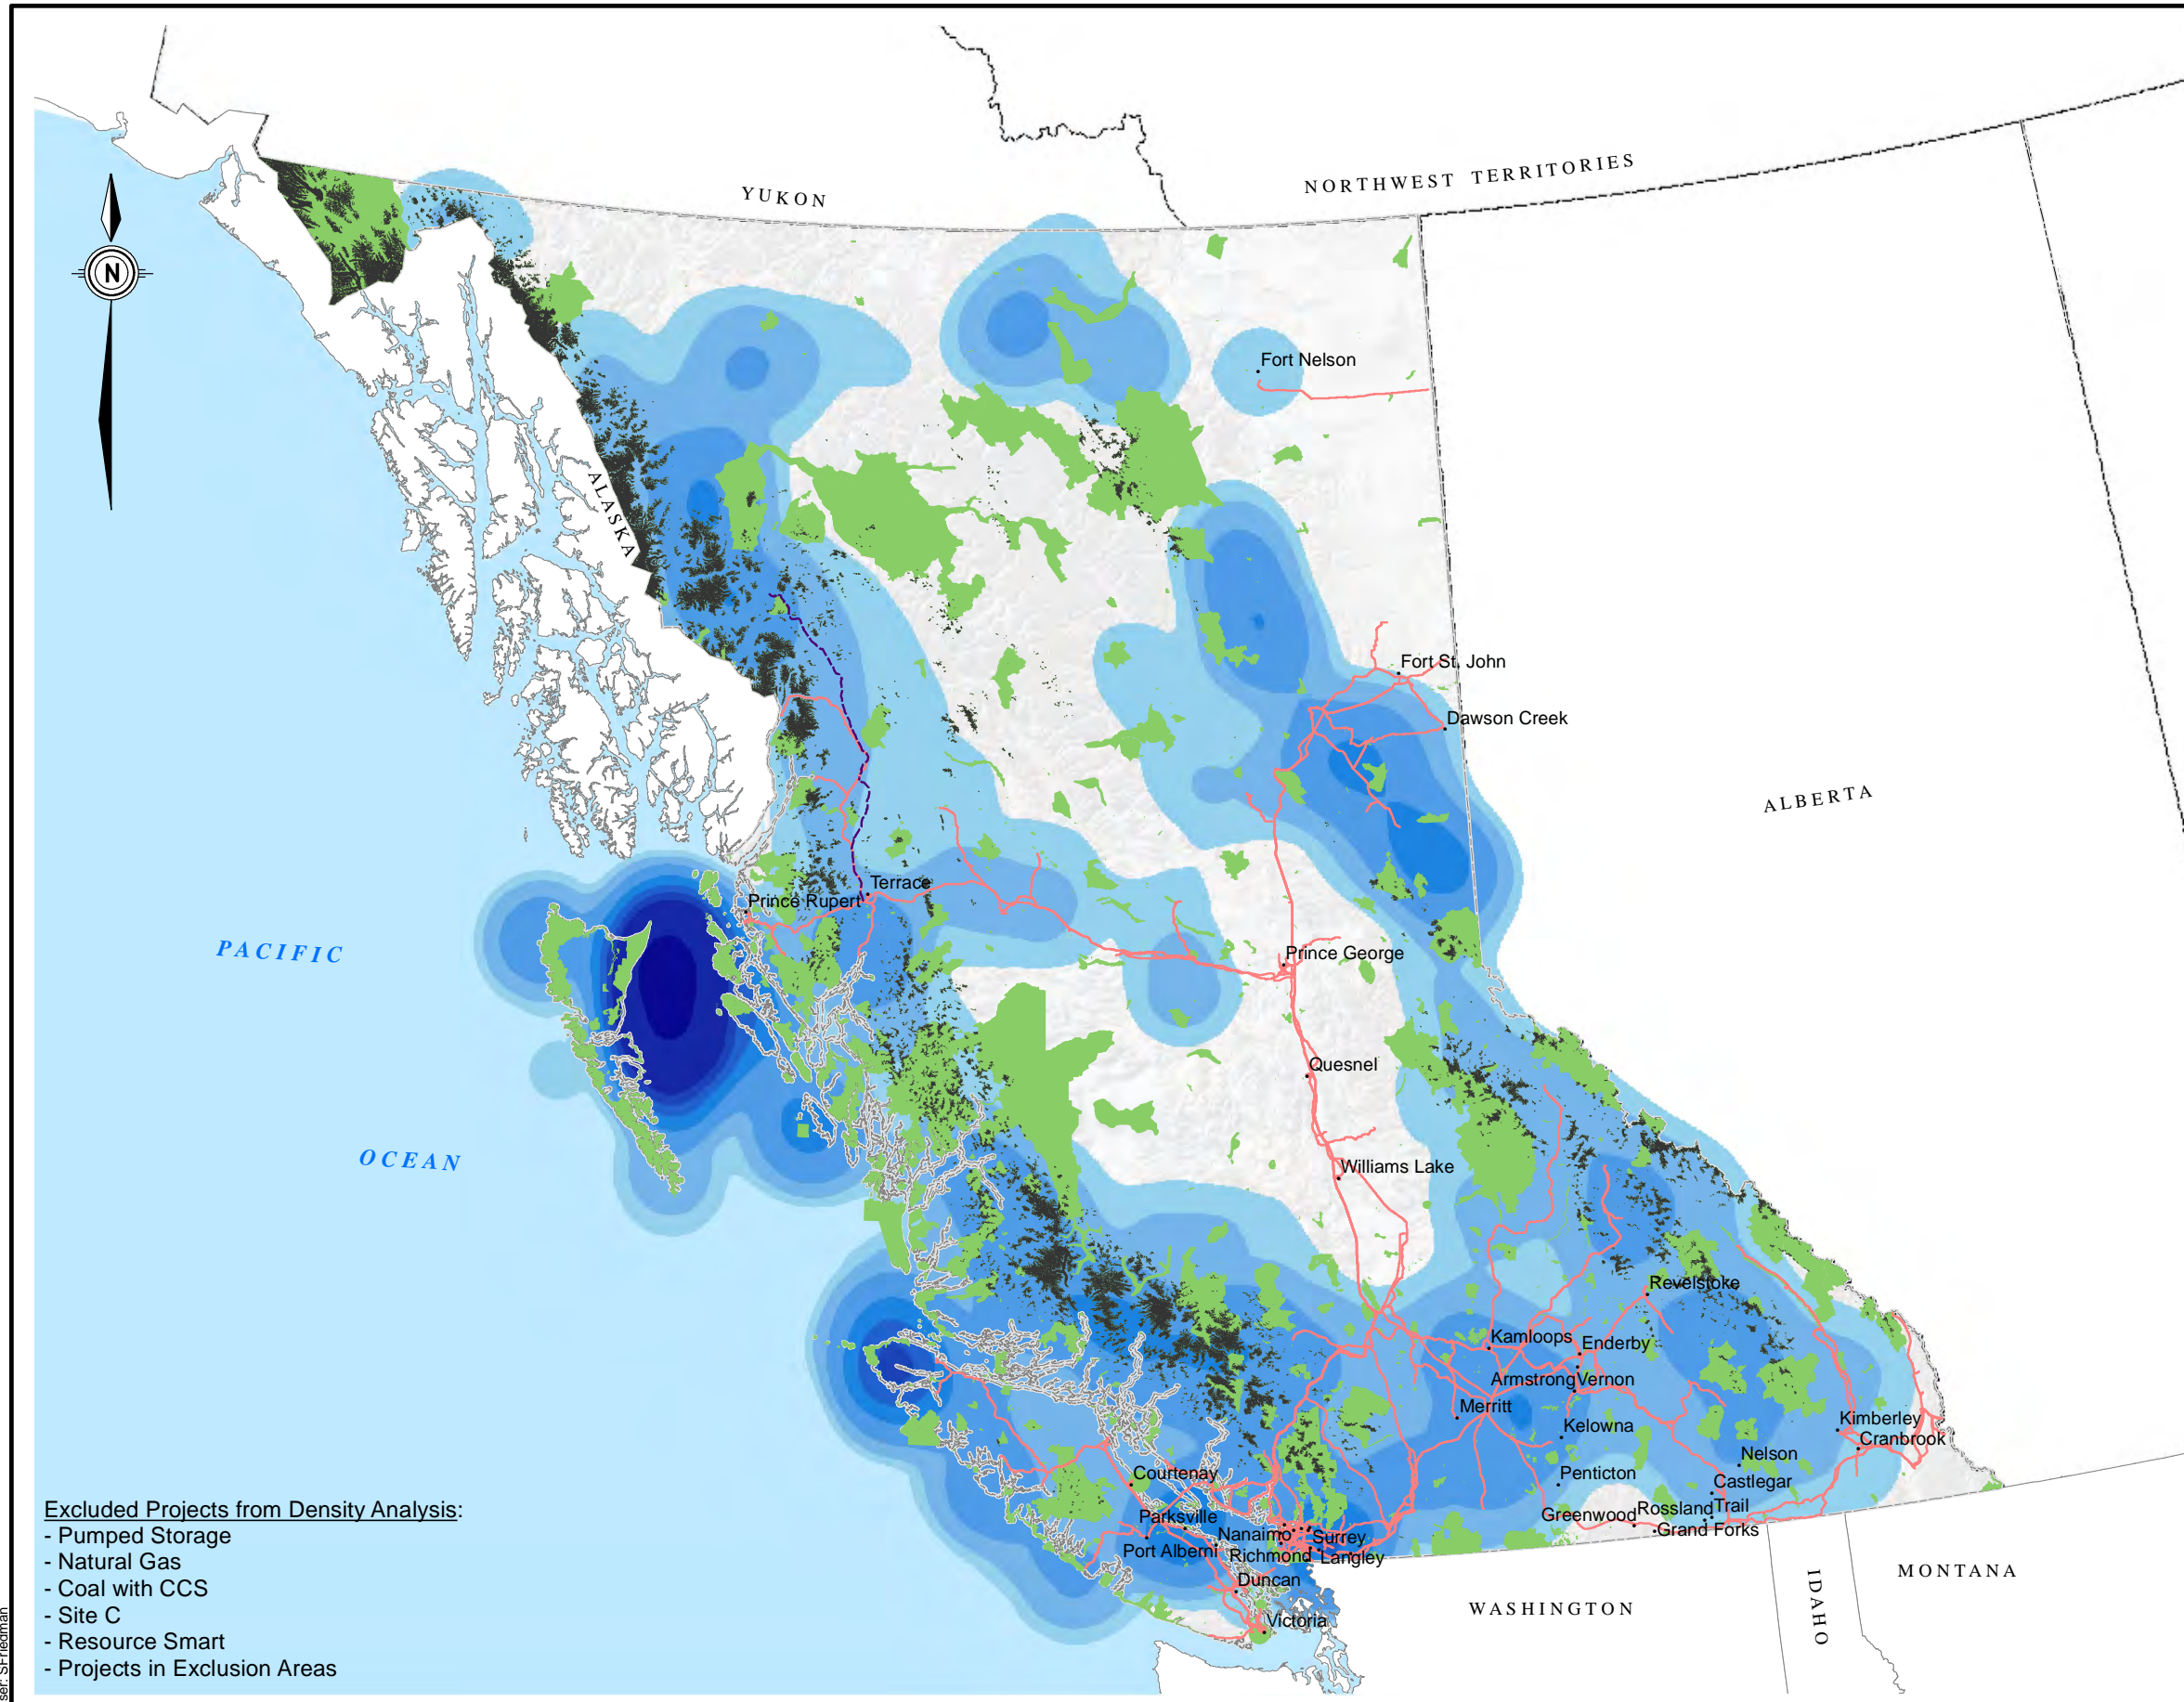 YUKON
NORTHWEST TERRITORIES
N
Fort Nelson
ALASKA
Fort St. John
Dawson Creek
ALBERTA
Terrace
Prince Rupert
PACIFIC
Prince George
Quesnel
OCEAN
Williams Lake
Revelstoke
Kamloops
Enderby
Armstrong
Vernon
Merritt
Kelowna
Kimberley
Cranbrook
Nelson
Penticton
Courtenay
Castlegar
Greenwood
Rossland
Trail
Grand Forks
Parksville
Nanaimo
Surrey
Port Alberni
Richmond
Langley
Duncan
Victoria
WASHINGTON
IDAHO
MONTANA
Excluded Projects from Density Analysis:
- Pumped Storage
- Natural Gas
- Coal with CCS
- Site C
- Resource Smart
- Projects in Exclusion Areas
ser: SFriedman